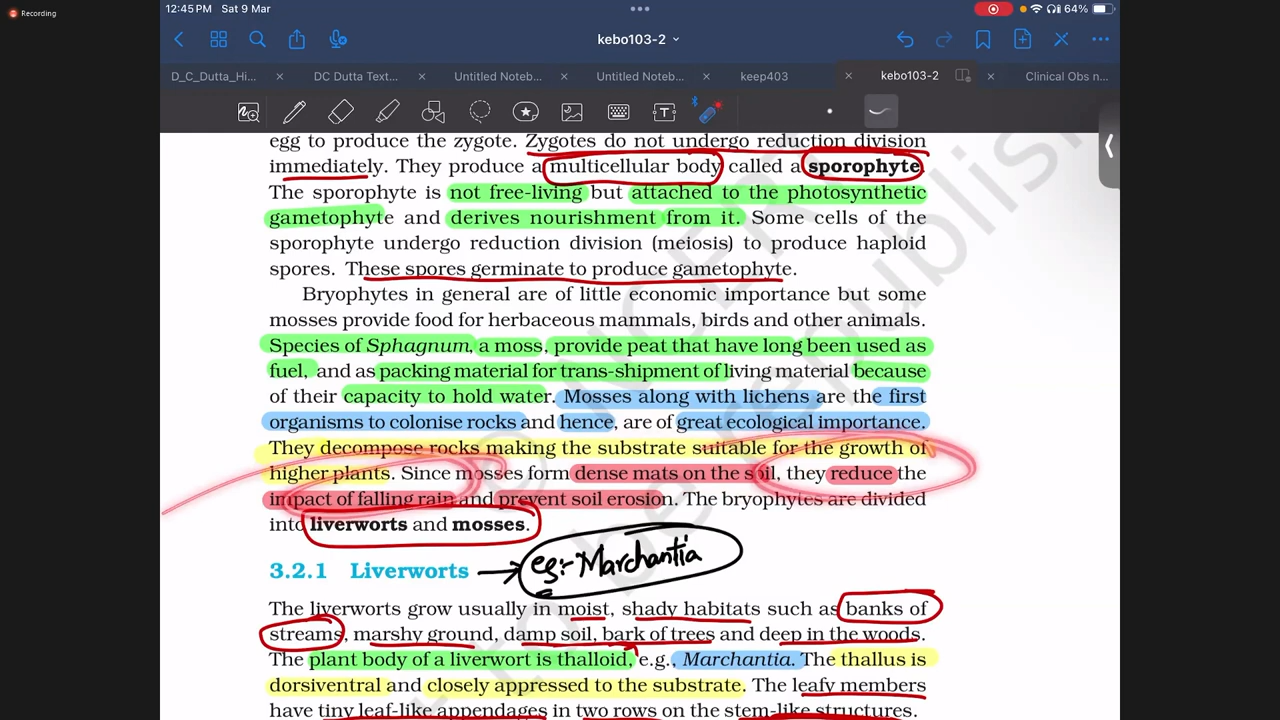 Recording
12:45 PM Sat 9 Mar
64%
kebo103-2
D_C_Dutta_Hi...
DC Dutta Text...
Untitled Noteb...
Untitled Noteb...
keep403
kebo103-2
Clinical Obs n...
egg to produce the zygote. Zygotes do not undergo reduction division
immediately. They produce a multicellular body called a sporophyte.
The sporophyte is not free-living but attached to the photosynthetic
gametophyte and derives nourishment from it. Some cells of the
sporophyte undergo reduction division (meiosis) to produce haploid
spores. These spores germinate to produce gametophyte.
Bryophytes in general are of little economic importance but some
mosses provide food for herbaceous mammals, birds and other animals.
Species of Sphagnum, a moss, provide peat that have long been used as
fuel, and as packing material for trans-shipment of living material because
of their capacity to hold water. Mosses along with lichens are the first
organisms to colonise rocks and hence, are of great ecological importance.
They decompose rocks making the substrate suitable for the growth of
higher plants. Since mosses form dense mats on the soil, they reduce the
impact of falling rain and prevent soil erosion. The bryophytes are divided
into liverworts and mosses.
3.2.1 Liverworts
eg:- Marchantia
The liverworts grow usually in moist, shady habitats such as banks of
streams, marshy ground, damp soil, bark of trees and deep in the woods.
The plant body of a liverwort is thalloid, e.g., Marchantia. The thallus is
dorsiventral and closely appressed to the substrate. The leafy members
have tiny leaf-like appendages in two rows on the stem-like structures.